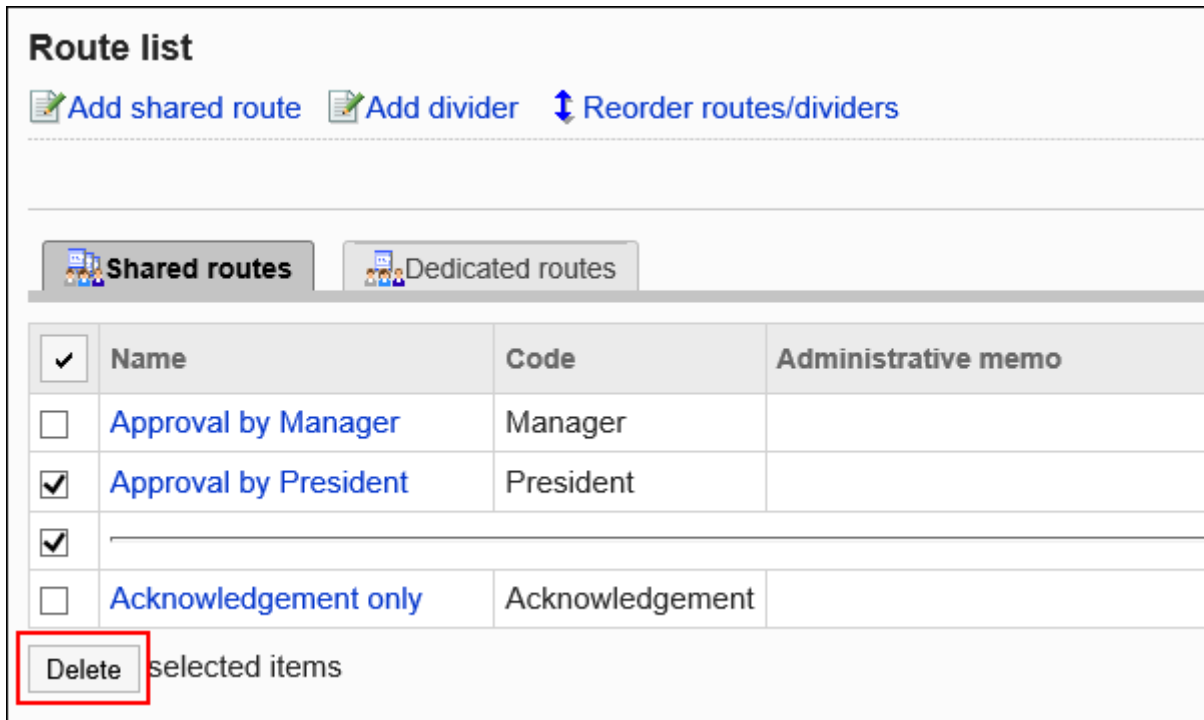 Route list
Add shared route Add divider Reorder routes/dividers
Shared routes Dedicated routes
Name Code Administrative memo
Approval by Manager Manager
Approval by President President
Acknowledgement only Acknowledgement
Delete selected items